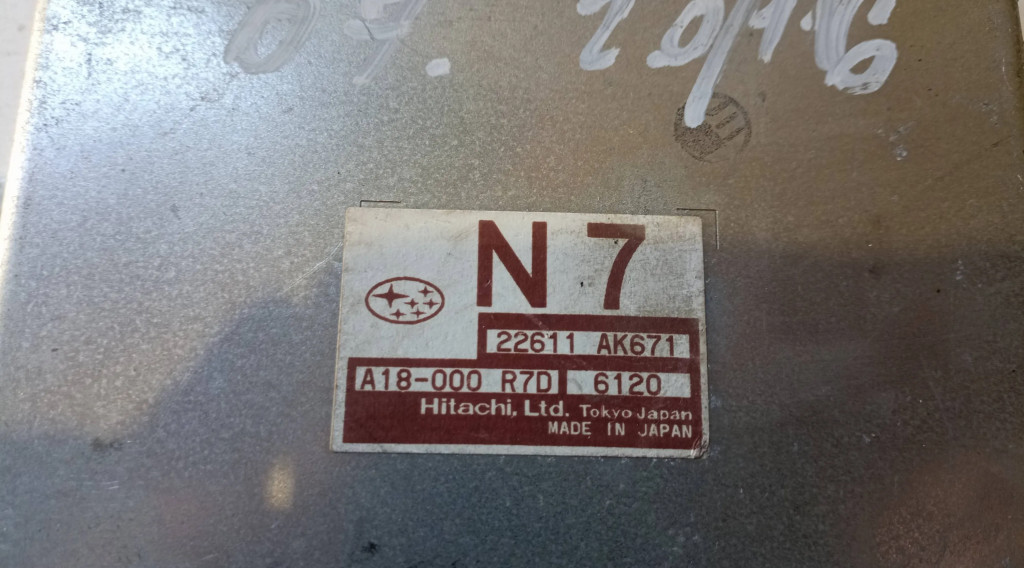 N 7
22611 AK671
A18-000 R7D 6120
Hitachi, Ltd. Tokyo Japan
MADE IN JAPAN